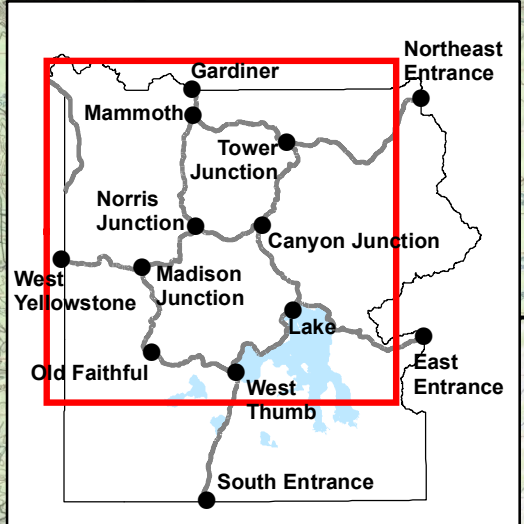 Gardiner
Northeast
Entrance
Mammoth
Tower
Junction
Norris
Junction
Canyon Junction
West
Yellowstone
Madison
Junction
Lake
Old Faithful
East
Entrance
West
Thumb
South Entrance